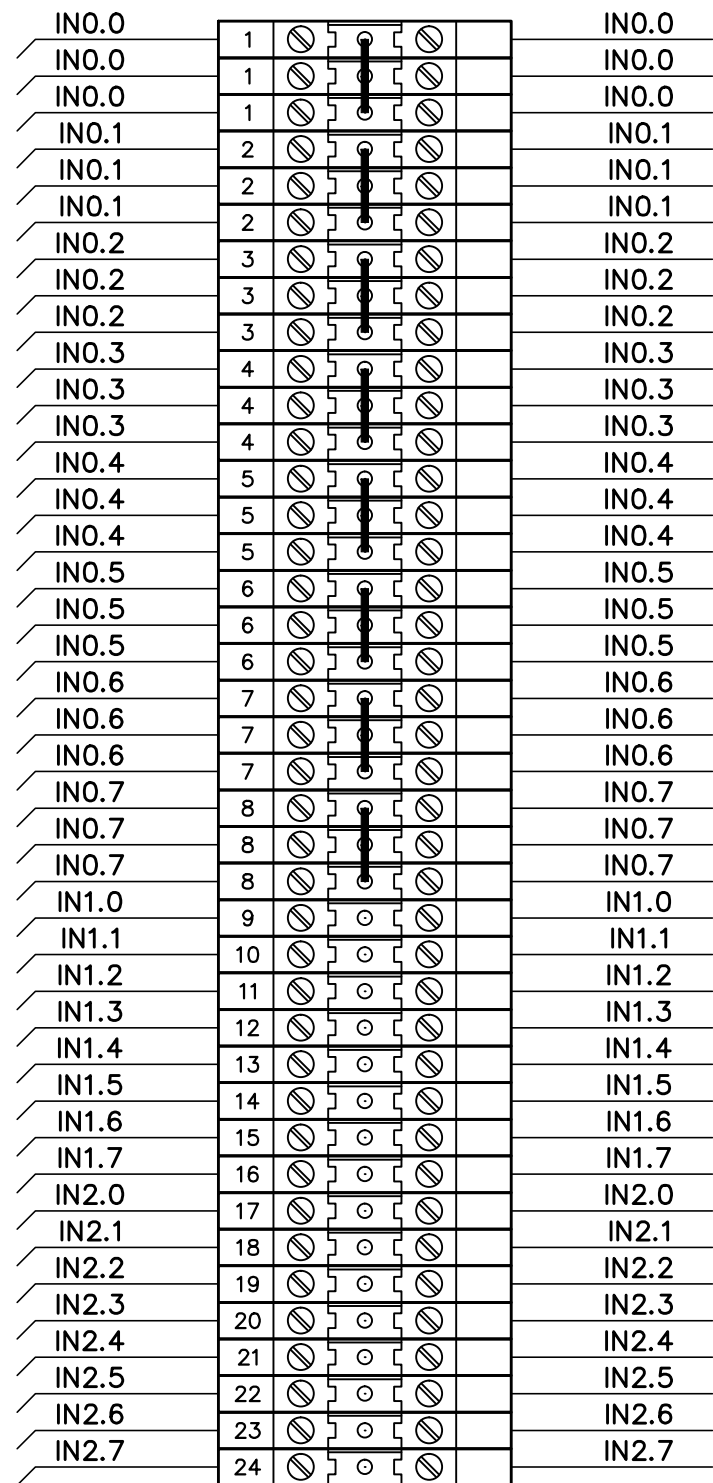 IN0.0 1 IN0.0
IN0.0 1 IN0.0
IN0.0 1 IN0.0
IN0.1 2 IN0.1
IN0.1 2 IN0.1
IN0.1 2 IN0.1
IN0.2 3 IN0.2
IN0.2 3 IN0.2
IN0.2 3 IN0.2
IN0.3 4 IN0.3
IN0.3 4 IN0.3
IN0.3 4 IN0.3
IN0.4 5 IN0.4
IN0.4 5 IN0.4
IN0.4 5 IN0.4
IN0.5 6 IN0.5
IN0.5 6 IN0.5
IN0.5 6 IN0.5
IN0.6 7 IN0.6
IN0.6 7 IN0.6
IN0.6 7 IN0.6
IN0.7 8 IN0.7
IN0.7 8 IN0.7
IN0.7 8 IN0.7
IN1.0 9 IN1.0
IN1.1 10 IN1.1
IN1.2 11 IN1.2
IN1.3 12 IN1.3
IN1.4 13 IN1.4
IN1.5 14 IN1.5
IN1.6 15 IN1.6
IN1.7 16 IN1.7
IN2.0 17 IN2.0
IN2.1 18 IN2.1
IN2.2 19 IN2.2
IN2.3 20 IN2.3
IN2.4 21 IN2.4
IN2.5 22 IN2.5
IN2.6 23 IN2.6
IN2.7 24 IN2.7